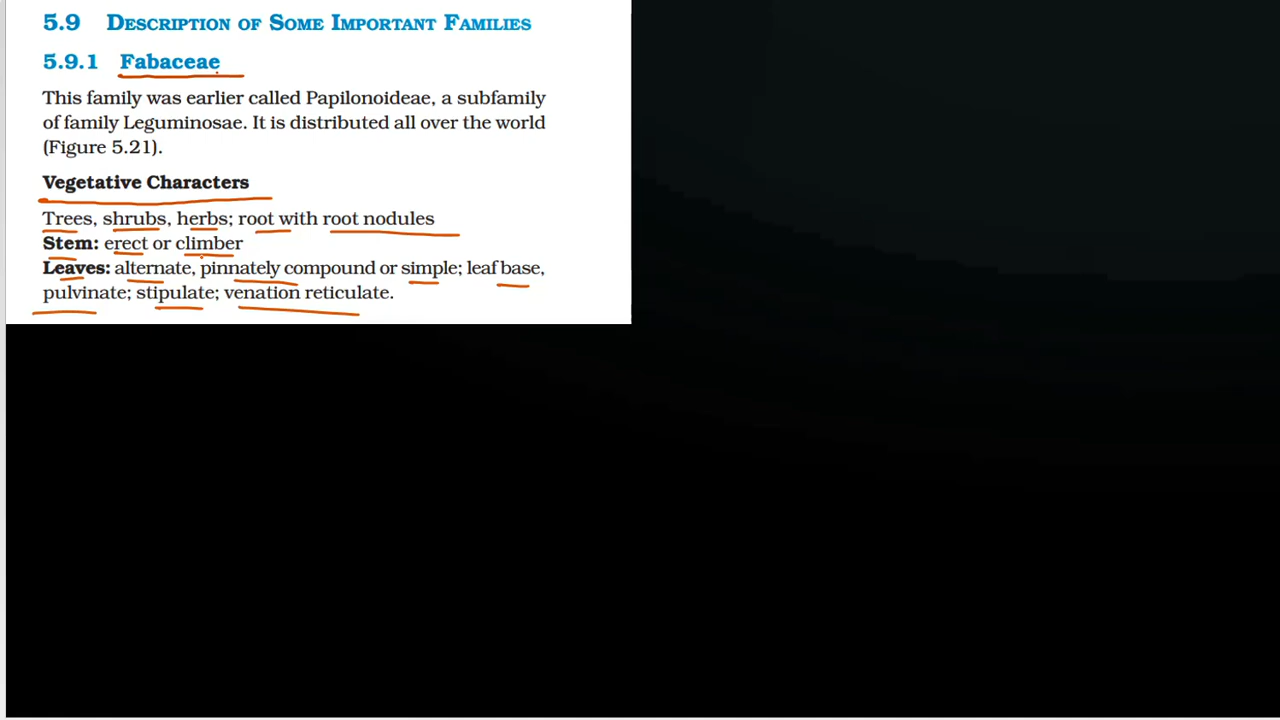 5.9 Description of Some Important Families
5.9.1 Fabaceae
This family was earlier called Papilonoideae, a subfamily
of family Leguminosae. It is distributed all over the world
(Figure 5.21).
Vegetative Characters
Trees, shrubs, herbs; root with root nodules
Stem: erect or climber
Leaves: alternate, pinnately compound or simple; leaf base,
pulvinate; stipulate; venation reticulate.